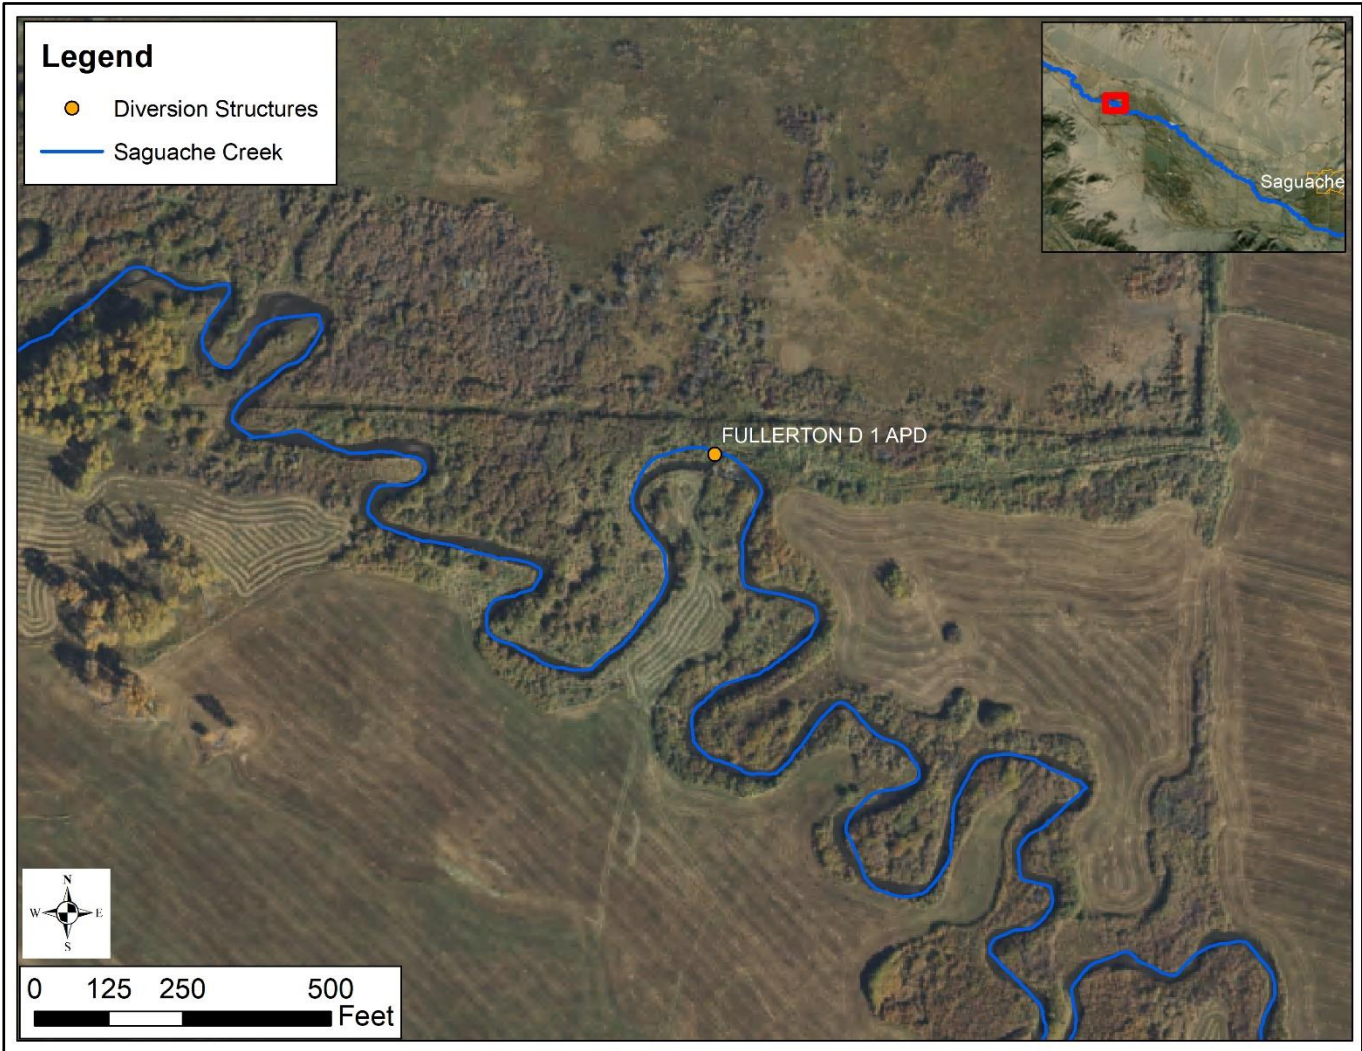 Legend
Diversion Structures
Saguache Creek
Saguache
FULLERTON D 1 APD
N
W E
S
0 125 250 500
Feet